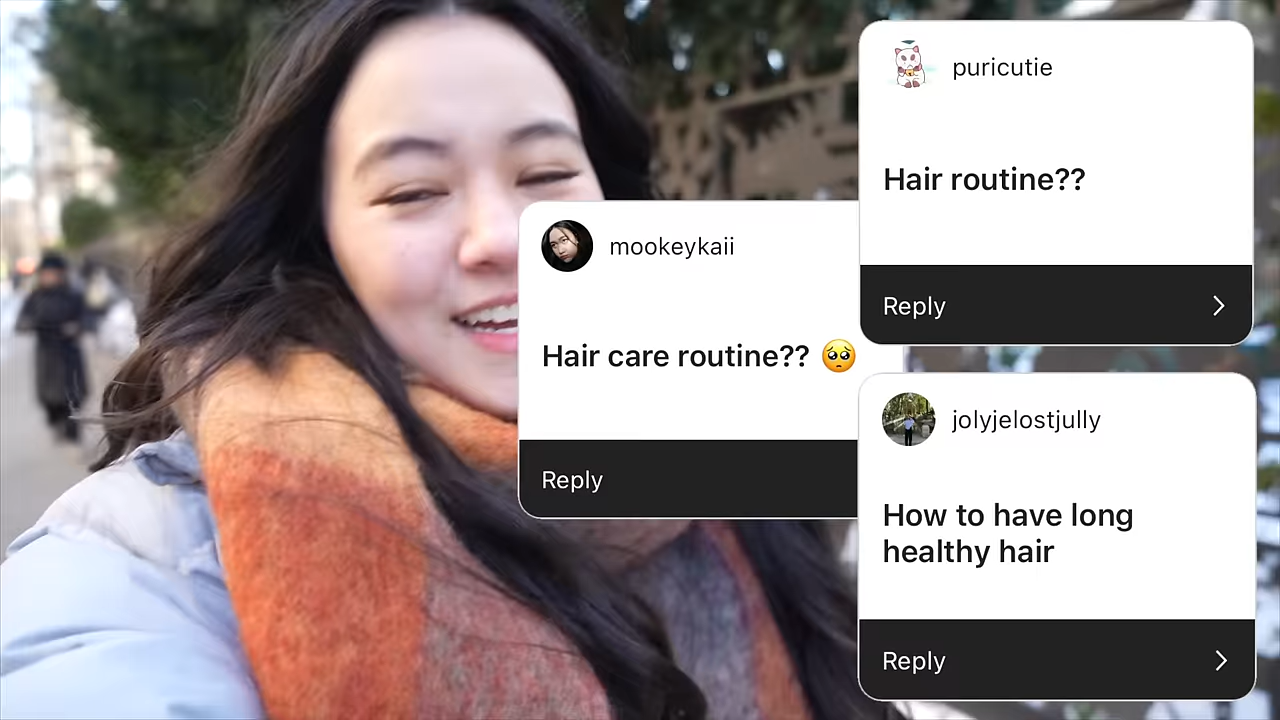 puricutie
Hair routine??
Reply
mookeykaii
Hair care routine?? 🥺
Reply
jolyjelostjully
How to have long
healthy hair
Reply